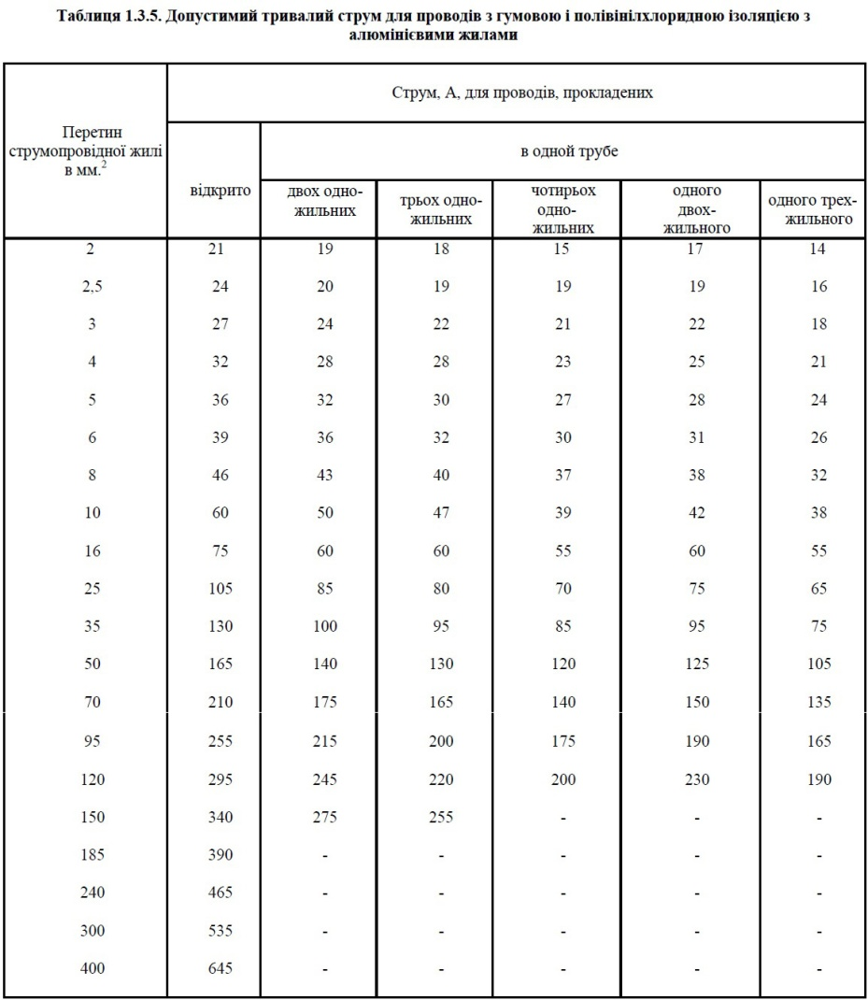 Таблиця 1.3.5. Допустимий тривалий струм для проводів з гумовою і полівінілхлоридною ізоляцією з
алюмінієвими жилами
Перетин
струмопровідної жилі
в мм.²
Струм, А, для проводів, прокладених
відкрито
в одной трубе
двох одно-
жильних
трьох одно-
жильних
чотирьох
одно-
жильних
одного
двох-
жильного
одного трех-
жильного
2 21 19 18 15 17 14
2,5 24 20 19 19 19 16
3 27 24 22 21 22 18
4 32 28 28 23 25 21
5 36 32 30 27 28 24
6 39 36 32 30 31 26
8 46 43 40 37 38 32
10 60 50 47 39 42 38
16 75 60 60 55 60 55
25 105 85 80 70 75 65
35 130 100 95 85 95 75
50 165 140 130 120 125 105
70 210 175 165 140 150 135
95 255 215 200 175 190 165
120 295 245 220 200 230 190
150 340 275 255 - - -
185 390 - - - - -
240 465 - - - - -
300 535 - - - - -
400 645 - - - - -